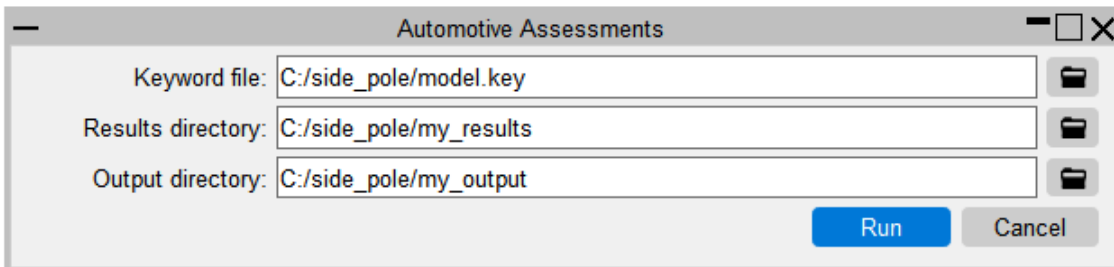 Automotive Assessments
Keyword file: C:/side_pole/model.key
Results directory: C:/side_pole/my_results
Output directory: C:/side_pole/my_output
Run Cancel